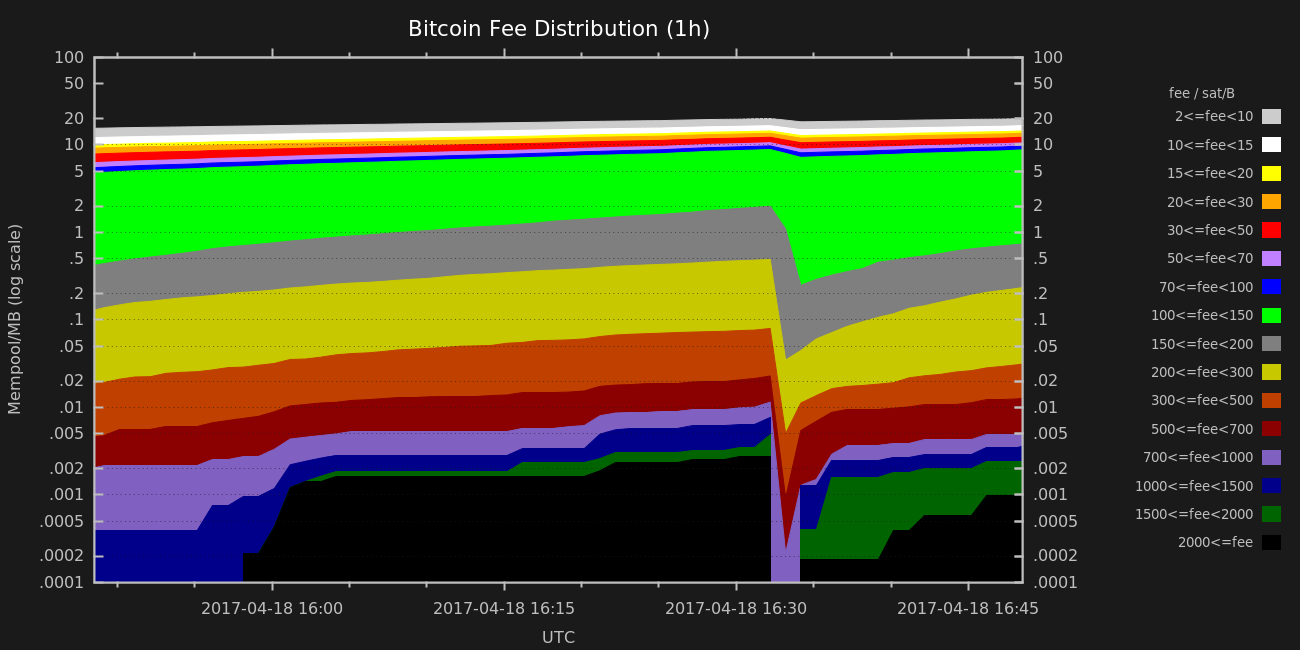 Bitcoin Fee Distribution (1h)
100
50
20
10
5
2
1
.5
.2
.1
.05
.02
.01
.005
.002
.001
.0005
.0002
.0001
Mempool/MB (log scale)
100
50
20
10
5
2
1
.5
.2
.1
.05
.02
.01
.005
.002
.001
.0005
.0002
.0001
2017-04-18 16:00
2017-04-18 16:15
2017-04-18 16:30
2017-04-18 16:45
UTC
fee / sat/B
2<=fee<10
10<=fee<15
15<=fee<20
20<=fee<30
30<=fee<50
50<=fee<70
70<=fee<100
100<=fee<150
150<=fee<200
200<=fee<300
300<=fee<500
500<=fee<700
700<=fee<1000
1000<=fee<1500
1500<=fee<2000
2000<=fee